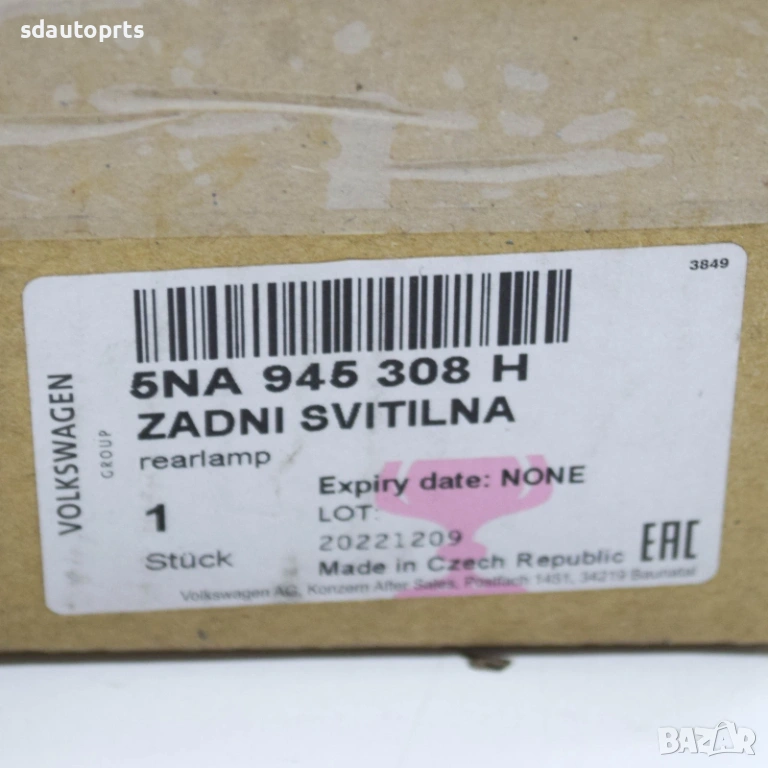 sdautoprts
3849
VOLKSWAGEN
GROUP
5NA 945 308 H
ZADNI SVITILNA
rearlamp
1
Stück
Expiry date: NONE
LOT:
20221209
Made in Czech Republic
EAC
Volkswagen AG, Konzern After Sales, Postfach 1451, 34219 Baunatal
BAZAR